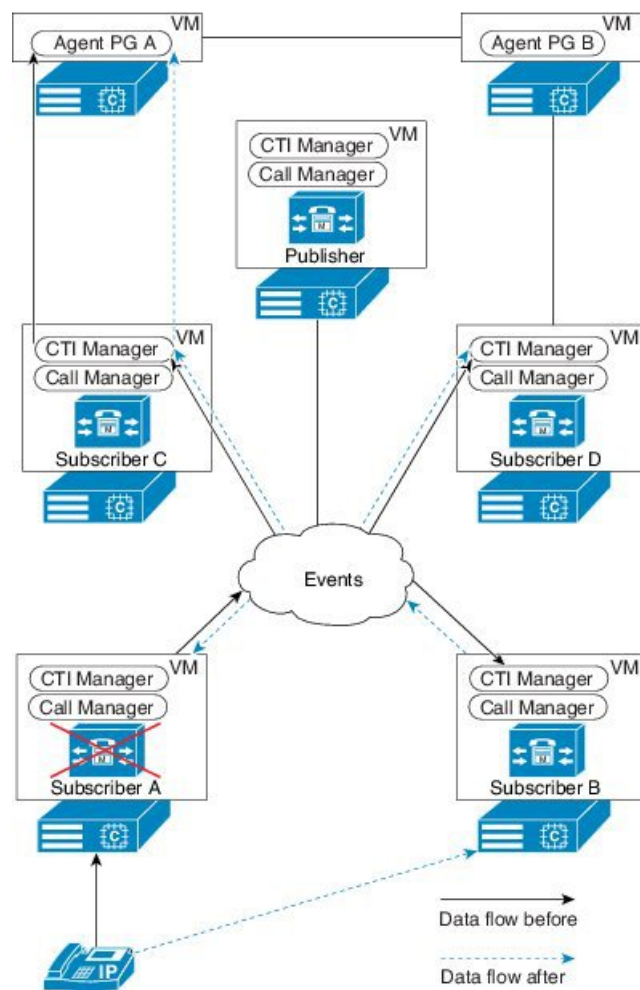 VM
VM
Agent PG A
Agent PG B
C
C
VM
CTI Manager
Call Manager
M
Publisher
C
VM
VM
CTI Manager
CTI Manager
Call Manager
Call Manager
M
M
Subscriber C
Subscriber D
C
C
Events
VM
VM
CTI Manager
CTI Manager
Call Manager
Call Manager
M
M
Subscriber A
Subscriber B
C
C
Data flow before
IP
Data flow after